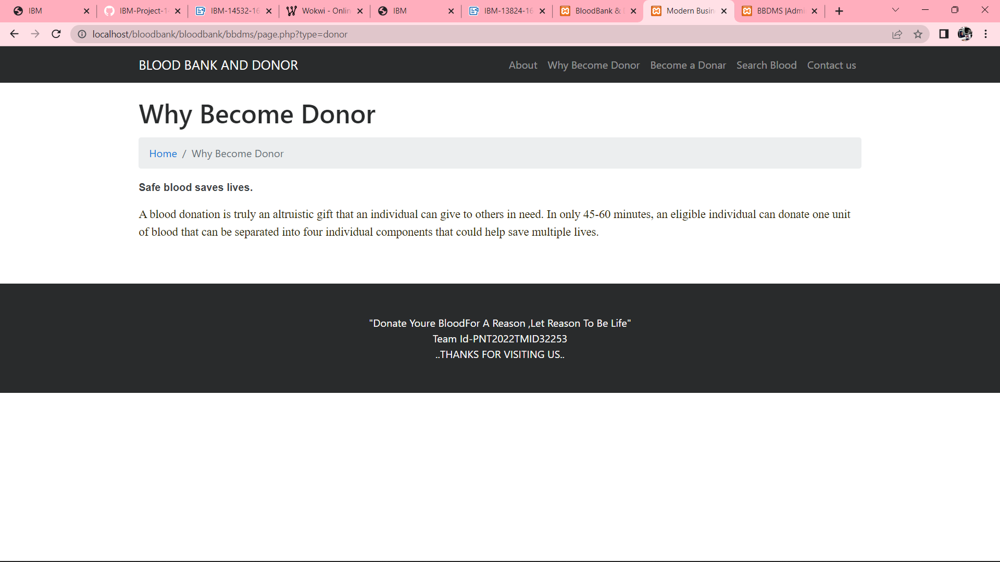 IBM
IBM-Project-1
IBM-14532-16
Wokwi - Onlin
IBM
IBM-13824-16
BloodBank &
Modern Busin
BBDMS |Admi
localhost/bloodbank/bloodbank/bbdms/page.php?type=donor
BLOOD BANK AND DONOR
About
Why Become Donor
Become a Donar
Search Blood
Contact us
Why Become Donor
Home / Why Become Donor
Safe blood saves lives.
A blood donation is truly an altruistic gift that an individual can give to others in need. In only 45-60 minutes, an eligible individual can donate one unit
of blood that can be separated into four individual components that could help save multiple lives.
"Donate Youre BloodFor A Reason ,Let Reason To Be Life"
Team Id-PNT2022TMID32253
..THANKS FOR VISITING US..